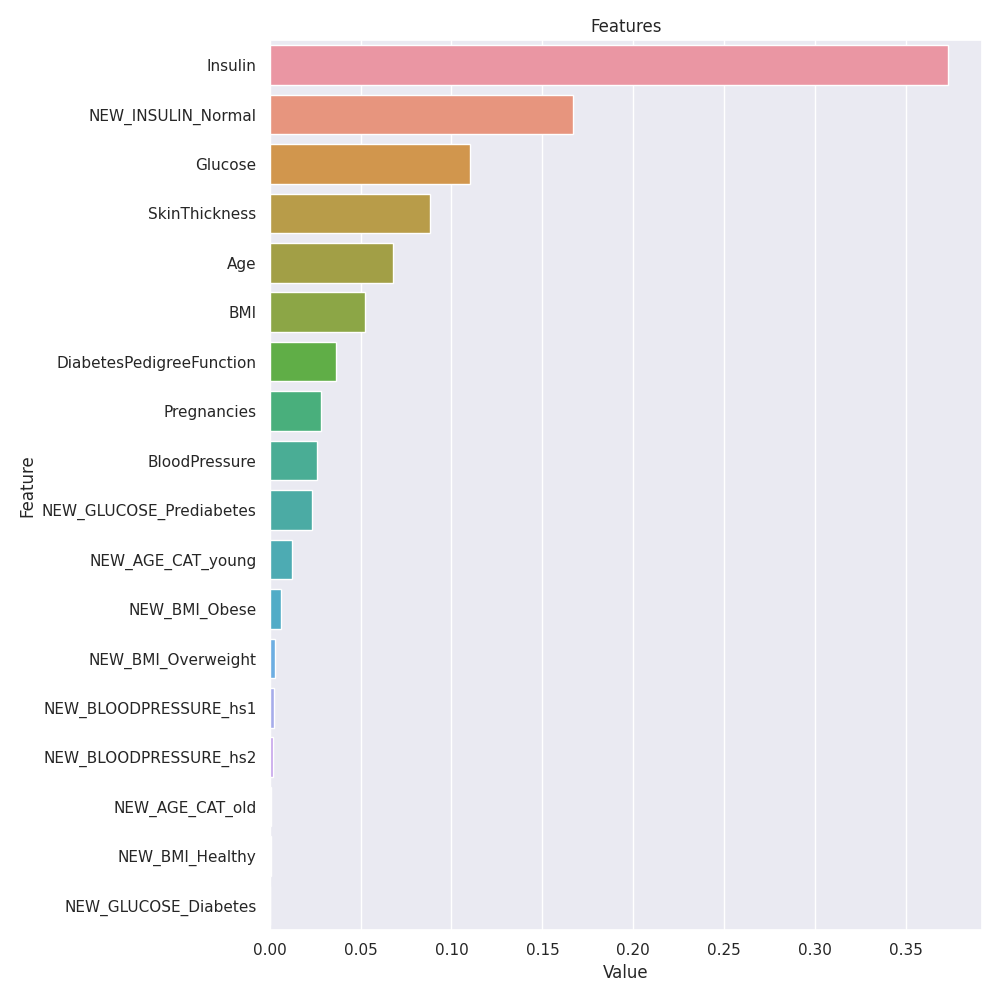 Features
Insulin
NEW_INSULIN_Normal
Glucose
SkinThickness
Age
BMI
DiabetesPedigreeFunction
Pregnancies
BloodPressure
NEW_GLUCOSE_Prediabetes
NEW_AGE_CAT_young
NEW_BMI_Obese
NEW_BMI_Overweight
NEW_BLOODPRESSURE_hs1
NEW_BLOODPRESSURE_hs2
NEW_AGE_CAT_old
NEW_BMI_Healthy
NEW_GLUCOSE_Diabetes
Feature
0.00 0.05 0.10 0.15 0.20 0.25 0.30 0.35
Value